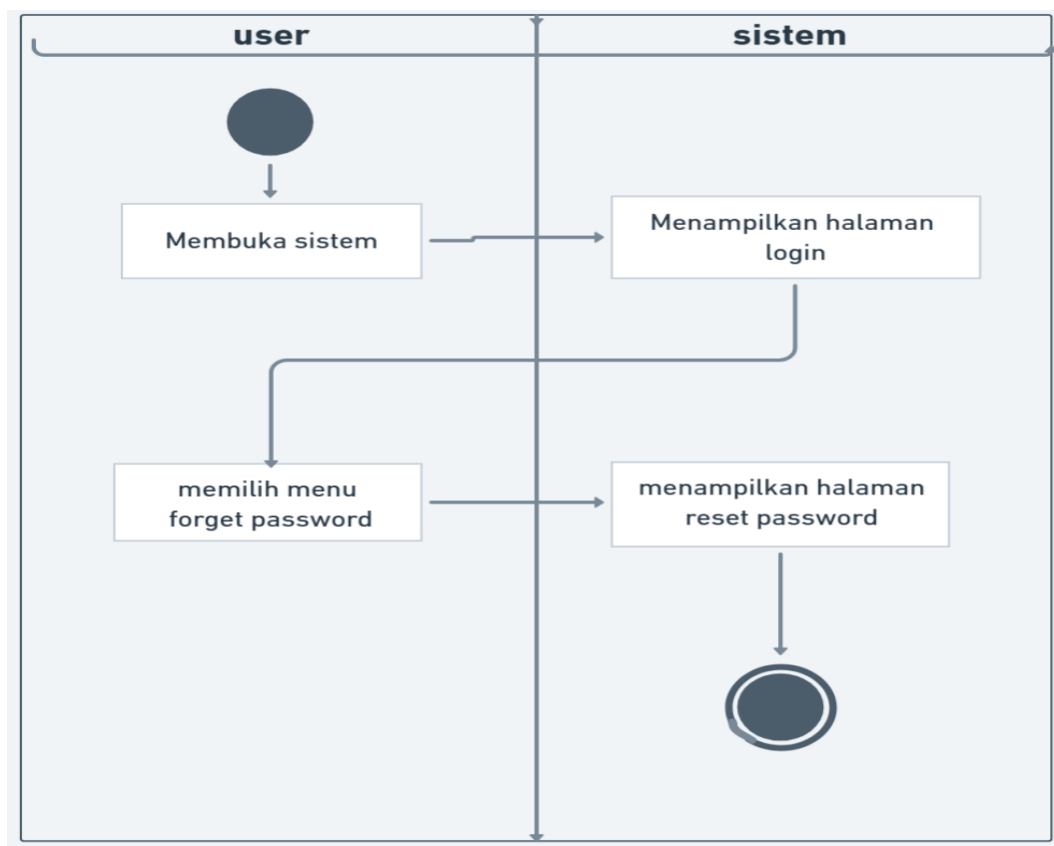 user
sistem
Membuka sistem
Menampilkan halaman
login
memilih menu
forget password
menampilkan halaman
reset password